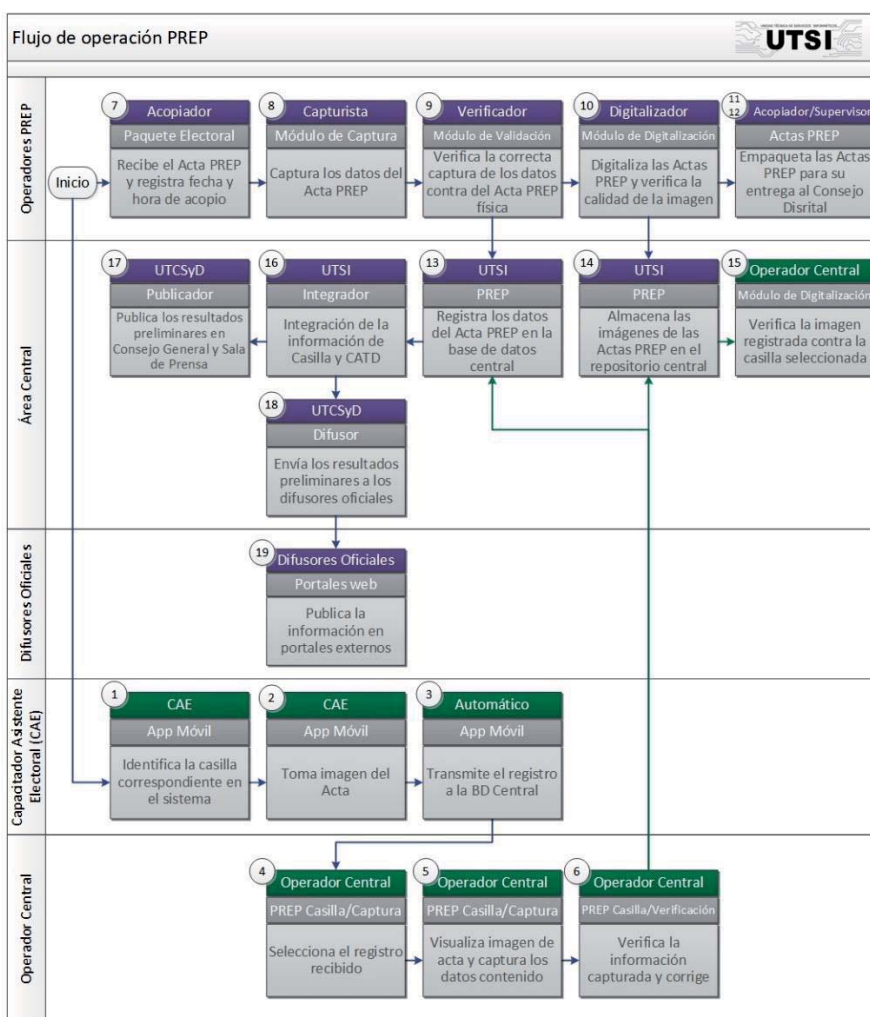 Flujo de operación PREP
UTSI
Operadores PREP
Inicio
7
Acopiador
Paquete Electoral
Recibe el Acta PREP
y registra fecha y
hora de acopio
8
Capturista
Módulo de Captura
Captura los datos del
Acta PREP
9
Verificador
Módulo de Validación
Verifica la correcta
captura de los datos
contra del Acta PREP
física
10
Digitalizador
Módulo de Digitalización
Digitaliza las Actas
PREP y verifica la
calidad de la imagen
11
12
Acopiador/Supervisor
Actas PREP
Empaqueta las Actas
PREP para su
entrega al Consejo
Disrital
Área Central
17
UTCSyD
Publicador
Publica los resultados
preliminares en
Consejo General y Sala
de Prensa
16
UTSI
Integrador
Integración de la
información de
Casilla y CATD
13
UTSI
PREP
Registra los datos
del Acta PREP en la
base de datos
central
14
UTSI
PREP
Almacena las
imágenes de las
Actas PREP en el
repositorio central
15
Operador Central
Módulo de Digitalización
Verifica la imagen
registrada contra la
casilla seleccionada
18
UTCSyD
Difusor
Envía los resultados
preliminares a los
difusores oficiales
Difusores Oficiales
19
Difusores Oficiales
Portales web
Publica la
información en
portales externos
Capacitador Asistente
Electoral (CAE)
1
CAE
App Móvil
Identifica la casilla
correspondiente en
el sistema
2
CAE
App Móvil
Toma imagen del
Acta
3
Automático
App Móvil
Transmite el registro
a la BD Central
Operador Central
4
Operador Central
PREP Casilla/Captura
Selecciona el registro
recibido
5
Operador Central
PREP Casilla/Captura
Visualiza imagen de
acta y captura los
datos contenido
6
Operador Central
PREP Casilla/Verificación
Verifica la
información
capturada y corrige